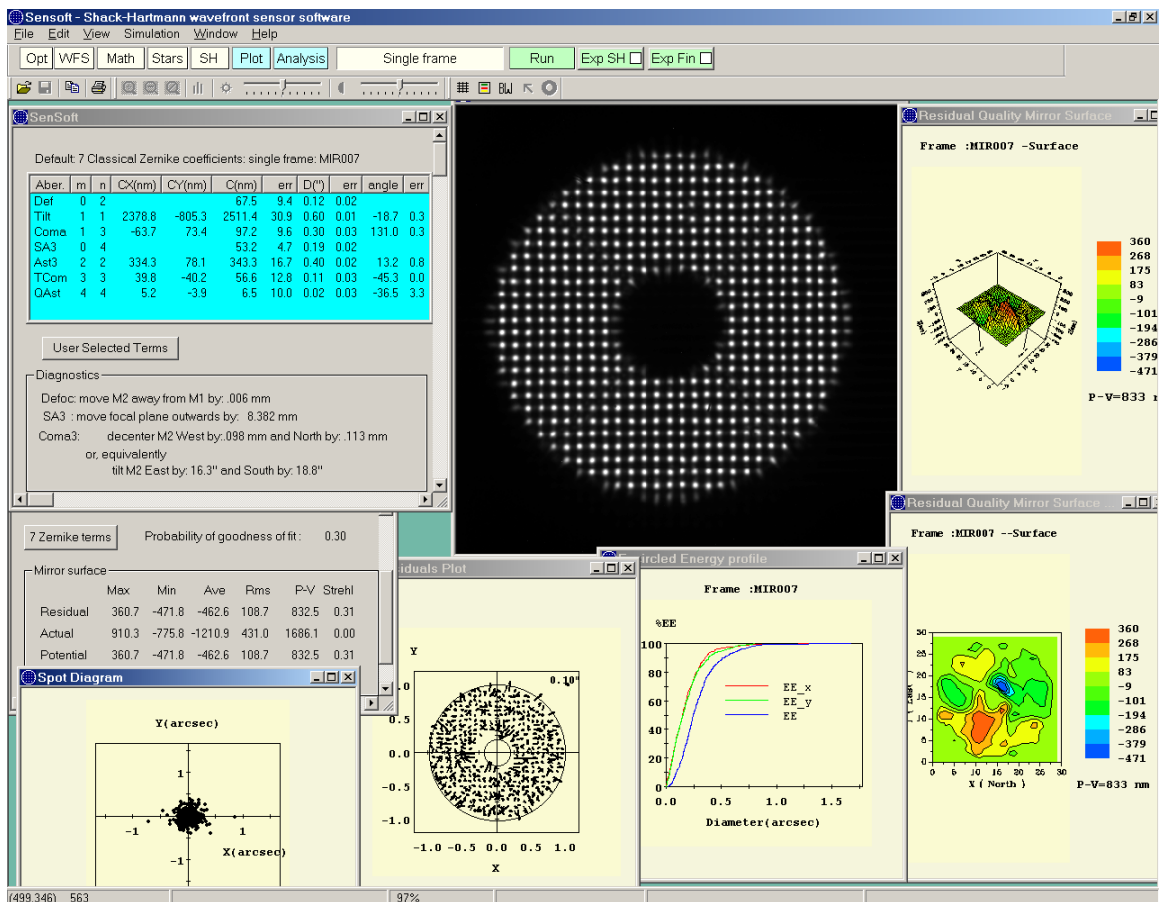 Sensoft - Shack-Hartmann wavefront sensor software
File Edit View Simulation Window Help
Opt WFS Math Stars SH Plot Analysis Single frame Run Exp SH Exp Fin
BW
SenSoft
Default: 7 Classical Zernike coefficients: single frame: MIR007
Aber. m n CX(nm) CY(nm) C(nm) err D(") err angle err
Def 0 2 67.5 9.4 0.12 0.02
Tilt 1 1 2378.8 -805.3 2511.4 30.9 0.60 0.01 -18.7 0.3
Coma 1 3 -63.7 73.4 97.2 9.6 0.30 0.03 131.0 0.3
SA3 0 4 53.2 4.7 0.19 0.02
Ast3 2 2 334.3 78.1 343.3 16.7 0.40 0.02 13.2 0.8
TCom 3 3 39.8 -40.2 56.6 12.8 0.11 0.03 -45.3 0.0
QAst 4 4 5.2 -3.9 6.5 10.0 0.02 0.03 -36.5 3.3
User Selected Terms
Diagnostics
Defoc: move M2 away from M1 by: .006 mm
SA3 : move focal plane outwards by: 8.382 mm
Coma3: decenter M2 West by:.098 mm and North by: .113 mm
or, equivalently
tilt M2 East by: 16.3" and South by: 18.8"
7 Zernike terms Probability of goodness of fit : 0.30
Mirror surface
Max Min Ave Rms P-V Strehl
Residual 360.7 -471.8 -462.6 108.7 832.5 0.31
Actual 910.3 -775.8 -1210.9 431.0 1686.1 0.00
Potential 360.7 -471.8 -462.6 108.7 832.5 0.31
Spot Diagram
Y(arcsec)
1
-1 1
X(arcsec)
-1
iduals Plot
Y
0.10"
.0
0.5
0.0
-0.5
-1.0
-1.0 -0.5 0.0 0.5 1.0
X
rcled Energy profile
Frame :MIR007
%EE
100
80
60
40
20
0
EE_x
EE_y
EE
0.0 0.5 1.0 1.5
Diameter(arcsec)
Residual Quality Mirror Surface
Frame :MIR007 -Surface
360
268
175
83
-9
-101
-194
-286
-379
-471
P-V=833
Y
X
Residual Quality Mirror Surface
Frame :MIR007 --Surface
360
268
175
83
-9
-101
-194
-286
-379
-471
P-V=833 nm
30
20
15
10
5
0
0 5 10 15 20 25 30
X ( North )
(499,346) 563
97%